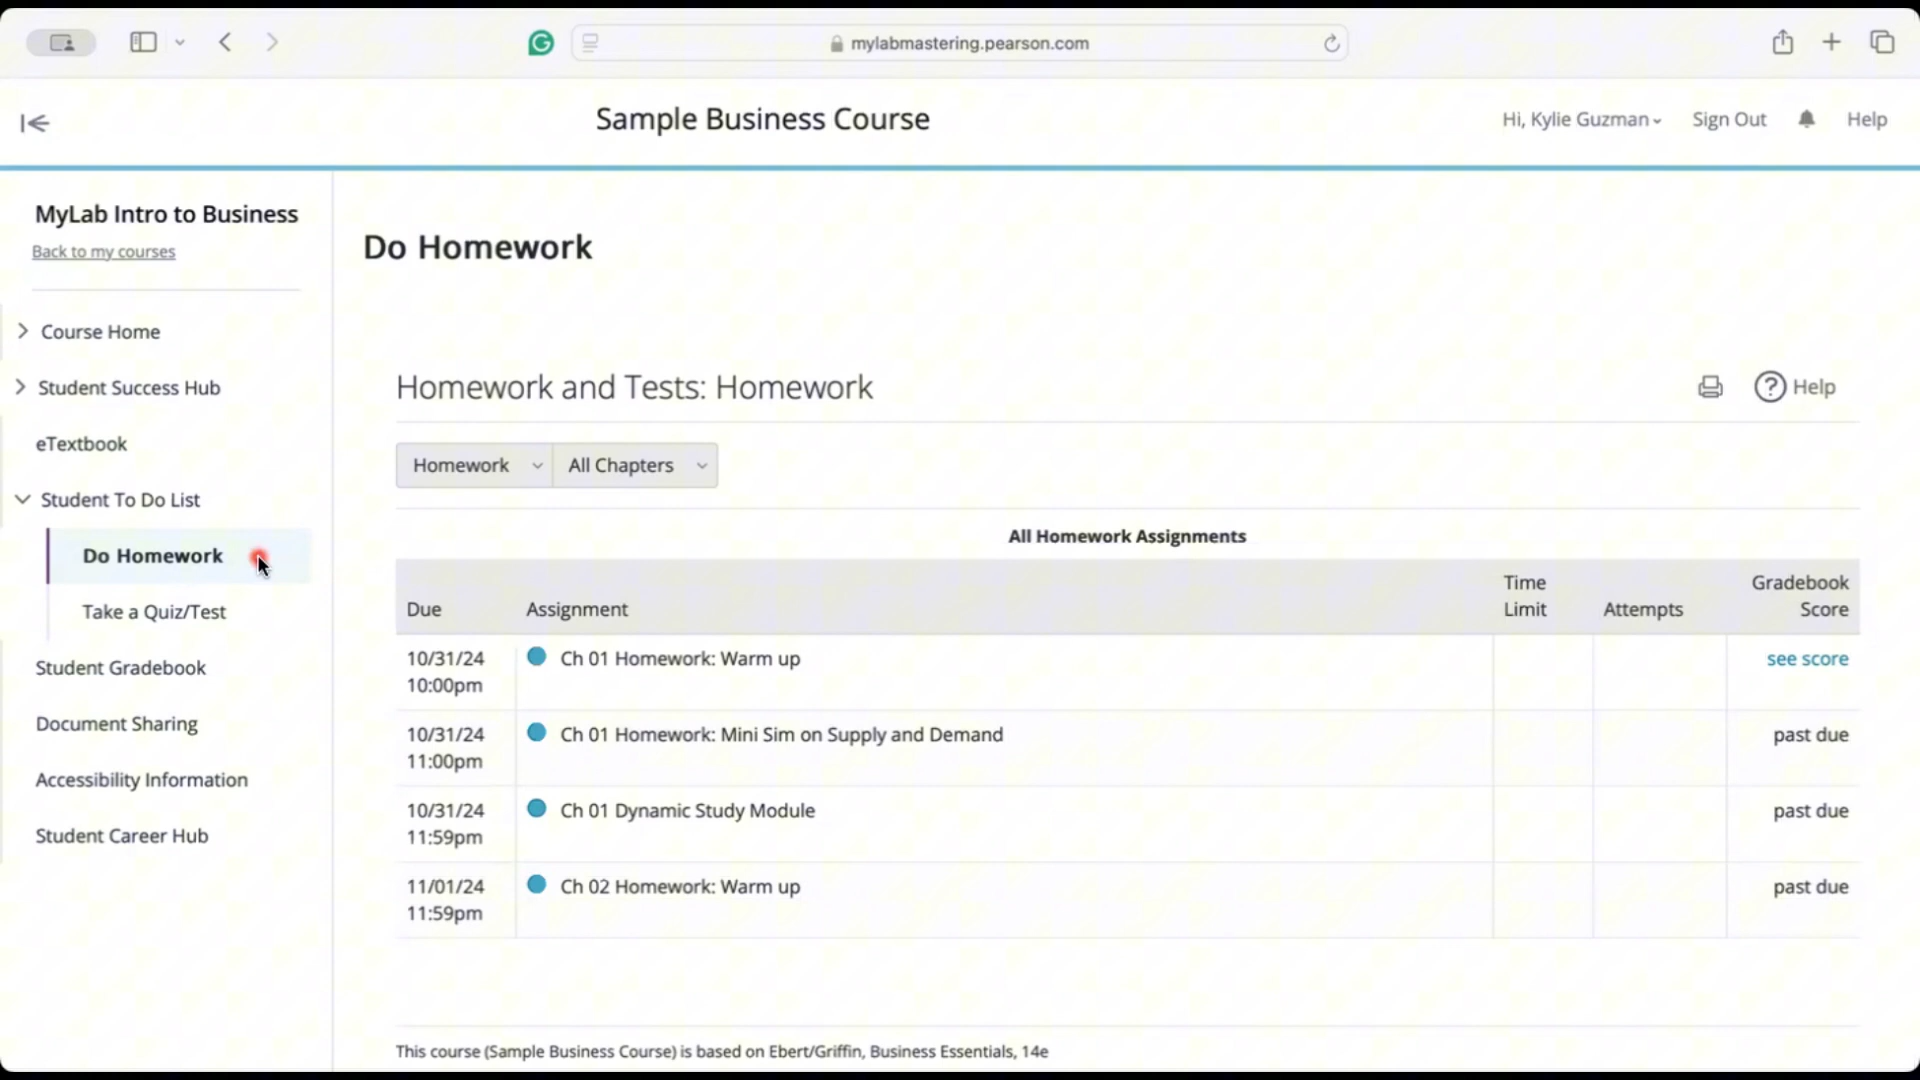 mylabmastering.pearson.com
Sample Business Course
Hi, Kylie Guzman
Sign Out
Help
MyLab Intro to Business
Back to my courses
Course Home
Student Success Hub
eTextbook
Student To Do List
Do Homework
Take a Quiz/Test
Student Gradebook
Document Sharing
Accessibility Information
Student Career Hub
Do Homework
Homework and Tests: Homework
? Help
Homework
All Chapters
All Homework Assignments
Due
Assignment
Time
Limit
Attempts
Gradebook
Score
10/31/24
10:00pm
Ch 01 Homework: Warm up
see score
10/31/24
11:00pm
Ch 01 Homework: Mini Sim on Supply and Demand
past due
10/31/24
11:59pm
Ch 01 Dynamic Study Module
past due
11/01/24
11:59pm
Ch 02 Homework: Warm up
past due
This course (Sample Business Course) is based on Ebert/Griffin, Business Essentials, 14e